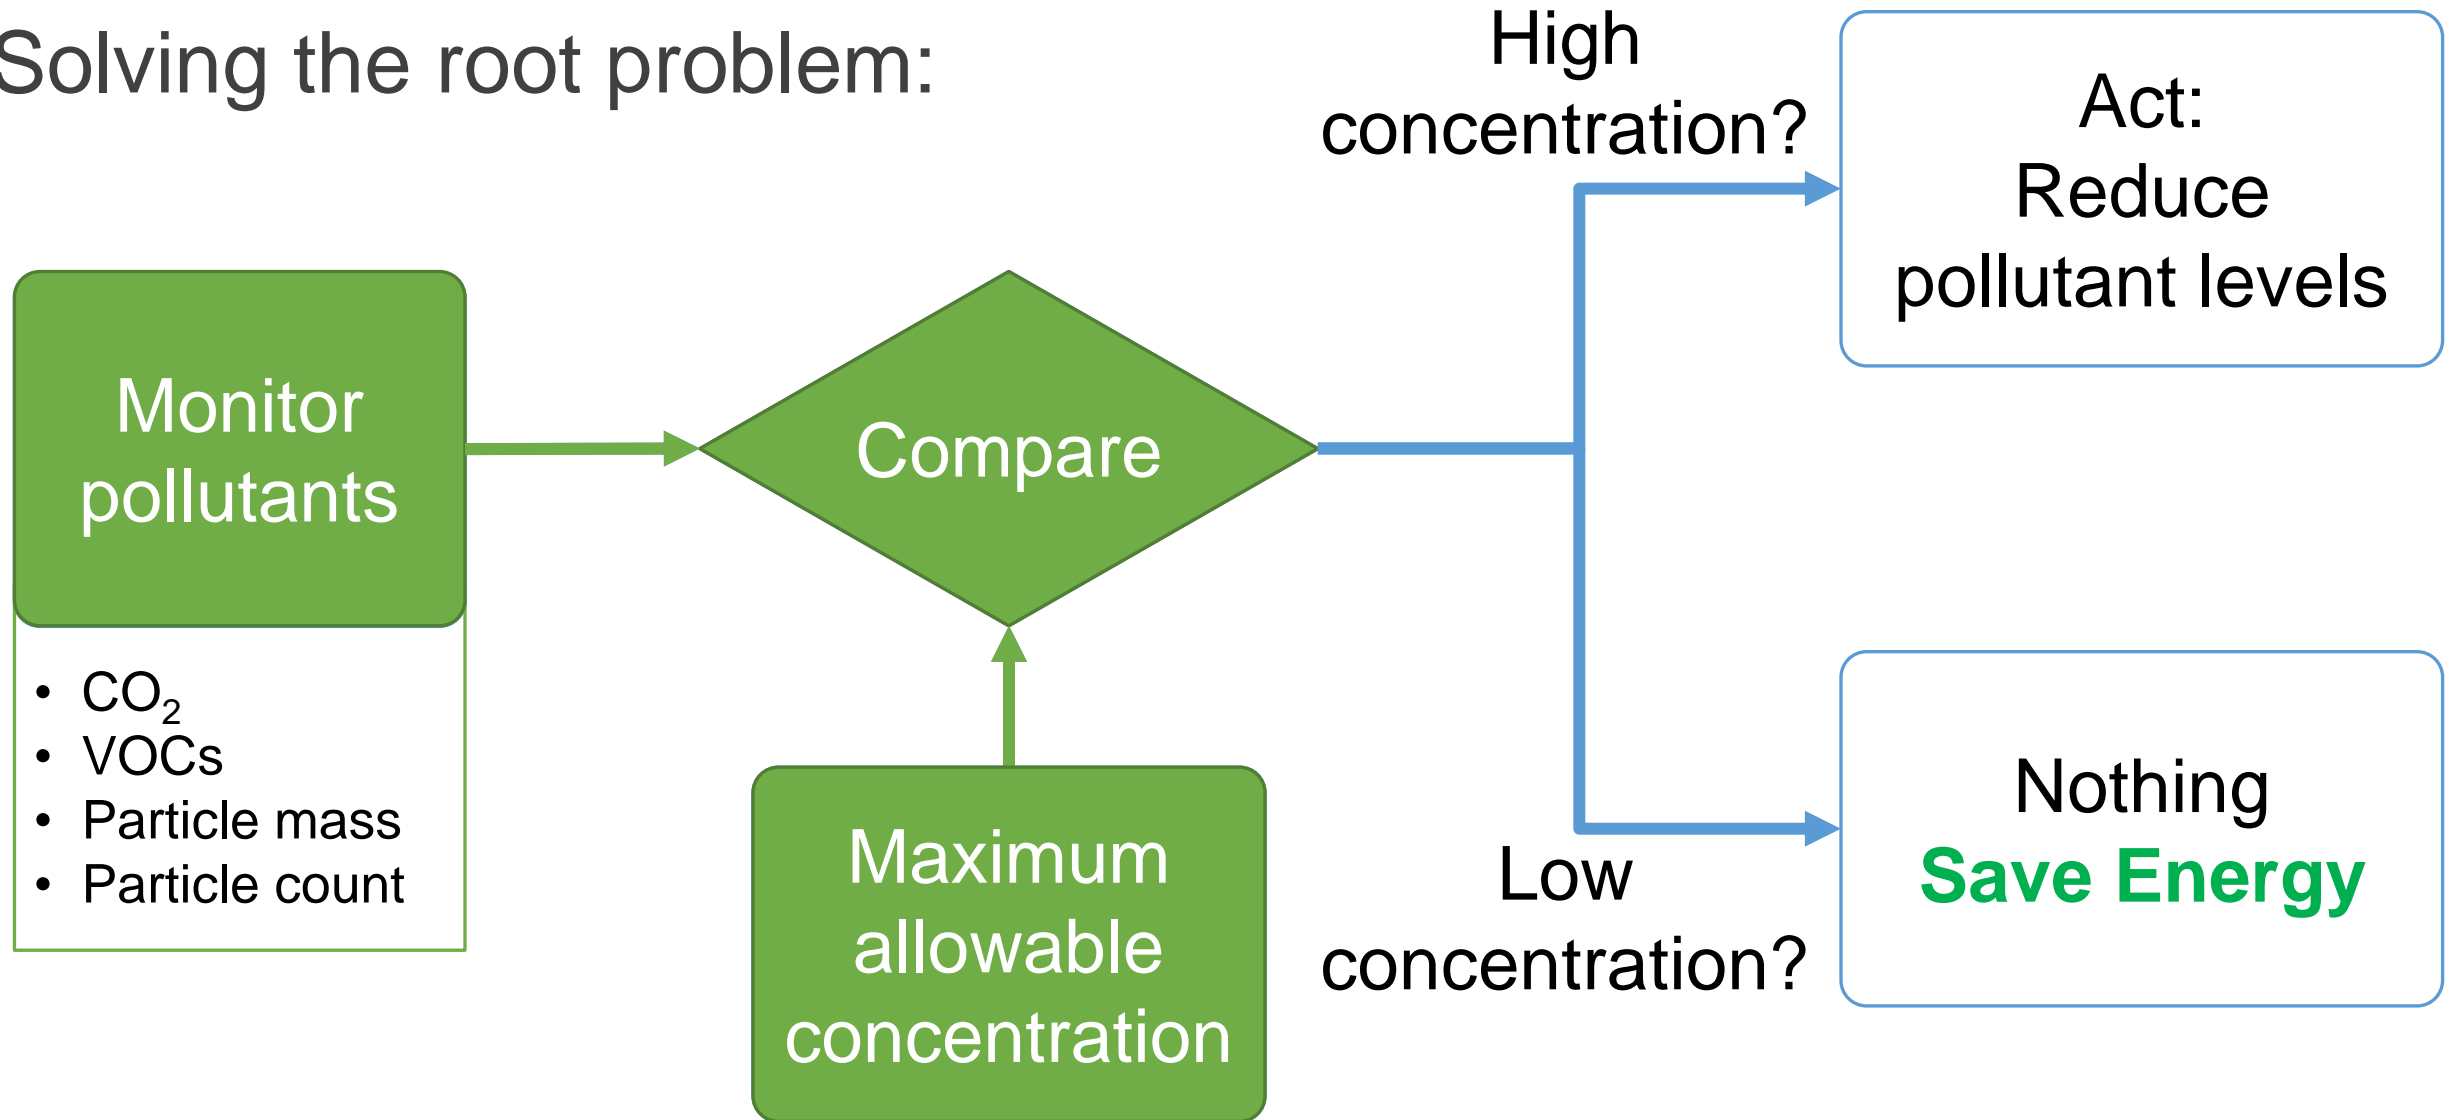 Solving the root problem:
High
concentration?
Act:
Reduce
pollutant levels
Monitor
pollutants
• CO₂
• VOCs
• Particle mass
• Particle count
Compare
Maximum
allowable
concentration
Low
concentration?
Nothing
Save Energy